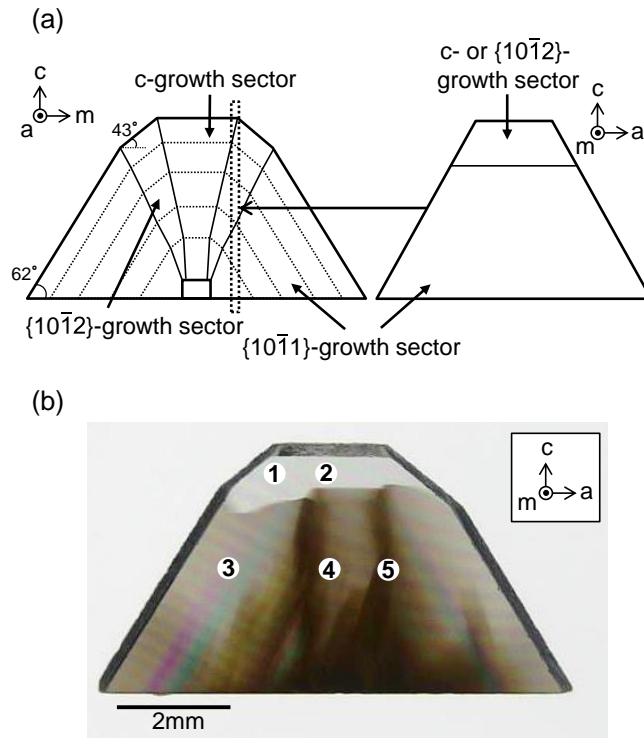 (a)
c-growth sector
c- or {101̄2}-
growth sector
c
m
a
43°
c
a
m
62°
{101̄2}-growth sector
{101̄1}-growth sector
(b)
1
2
c
a
m
3
4
5
2mm